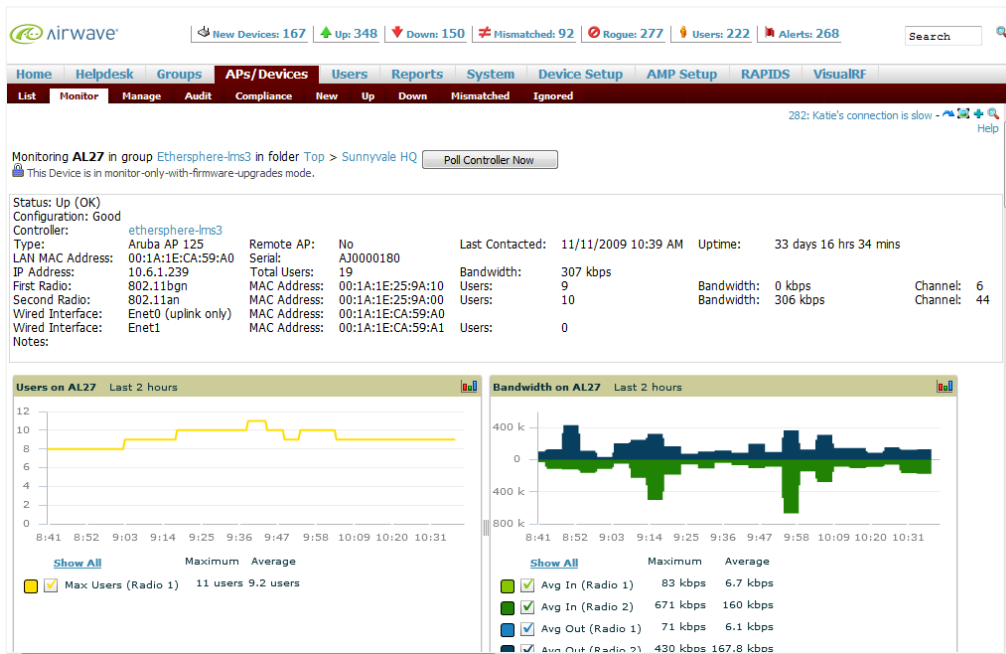 airwave
New Devices: 167 Up: 348 Down: 150 Mismatched: 92 Rogue: 277 Users: 222 Alerts: 268 Search
Home Helpdesk Groups APs/Devices Users Reports System Device Setup AMP Setup RAPIDS VisualRF
List Monitor Manage Audit Compliance New Up Down Mismatched Ignored
282: Katie's connection is slow -
Help
Monitoring AL27 in group Ethersphere-lms3 in folder Top > Sunnyvale HQ Poll Controller Now
This Device is in monitor-only-with-firmware-upgrades mode.
Status: Up (OK)
Configuration: Good
Controller: ethersphere-lms3
Type: Aruba AP 125 Remote AP: No Last Contacted: 11/11/2009 10:39 AM Uptime: 33 days 16 hrs 34 mins
LAN MAC Address: 00:1A:1E:CA:59:A0 Serial: AJ0000180
IP Address: 10.6.1.239 Total Users: 19 Bandwidth: 307 kbps
First Radio: 802.11bgn MAC Address: 00:1A:1E:25:9A:10 Users: 9 Bandwidth: 0 kbps Channel: 6
Second Radio: 802.11an MAC Address: 00:1A:1E:25:9A:00 Users: 10 Bandwidth: 306 kbps Channel: 44
Wired Interface: Enet0 (uplink only) MAC Address: 00:1A:1E:CA:59:A0
Wired Interface: Enet1 MAC Address: 00:1A:1E:CA:59:A1 Users: 0
Notes:
Users on AL27 Last 2 hours
12
10
8
6
4
2
0
8:41 8:52 9:03 9:14 9:25 9:36 9:47 9:58 10:09 10:20 10:31
Show All Maximum Average
Max Users (Radio 1) 11 users 9.2 users
Bandwidth on AL27 Last 2 hours
400 k
0
400 k
800 k
8:41 8:52 9:03 9:14 9:25 9:36 9:47 9:58 10:09 10:20 10:31
Show All Maximum Average
Avg In (Radio 1) 83 kbps 6.7 kbps
Avg In (Radio 2) 671 kbps 160 kbps
Avg Out (Radio 1) 71 kbps 6.1 kbps
Avg Out (Radio 2) 430 kbps 167.8 kbps